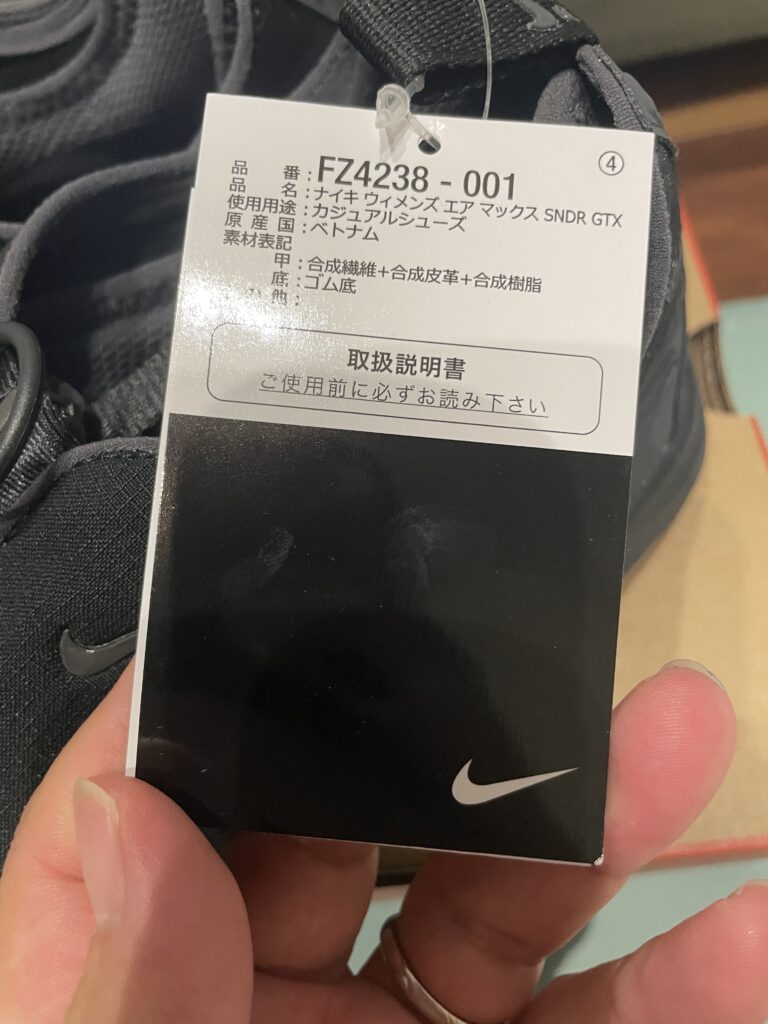 ④
品 番 : FZ4238 - 001
品 名 : ナイキ ウィメンズ エア マックス SNDR GTX
使用用途 : カジュアルシューズ
原 産 国 : ベトナム
素材表記
甲 : 合成繊維+合成皮革+合成樹脂
底 : ゴム底
他 :
取扱説明書
ご使用前に必ずお読み下さい